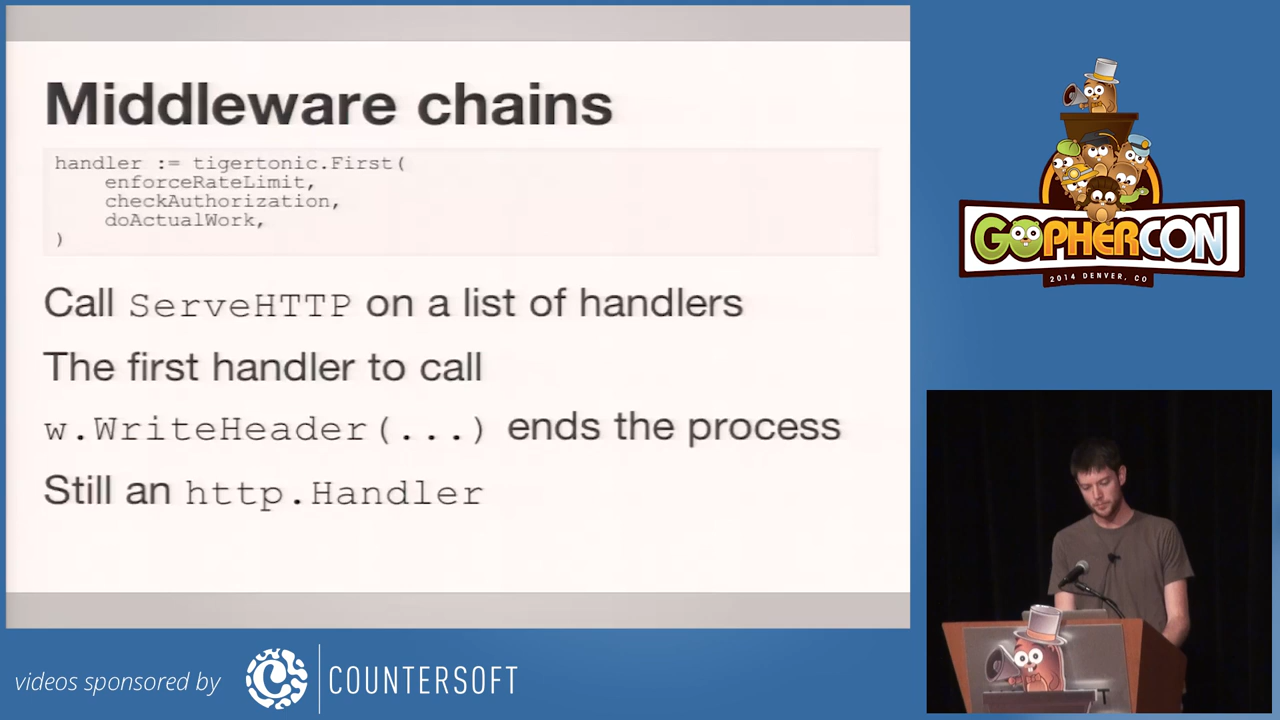 Middleware chains
handler := tigertonic.First(
    enforceRateLimit,
    checkAuthorization,
    doActualWork,
)
Call ServeHTTP on a list of handlers
The first handler to call
w.WriteHeader(...) ends the process
Still an http.Handler
GOPHERCON
2014 DENVER, CO
videos sponsored by
COUNTERSOFT